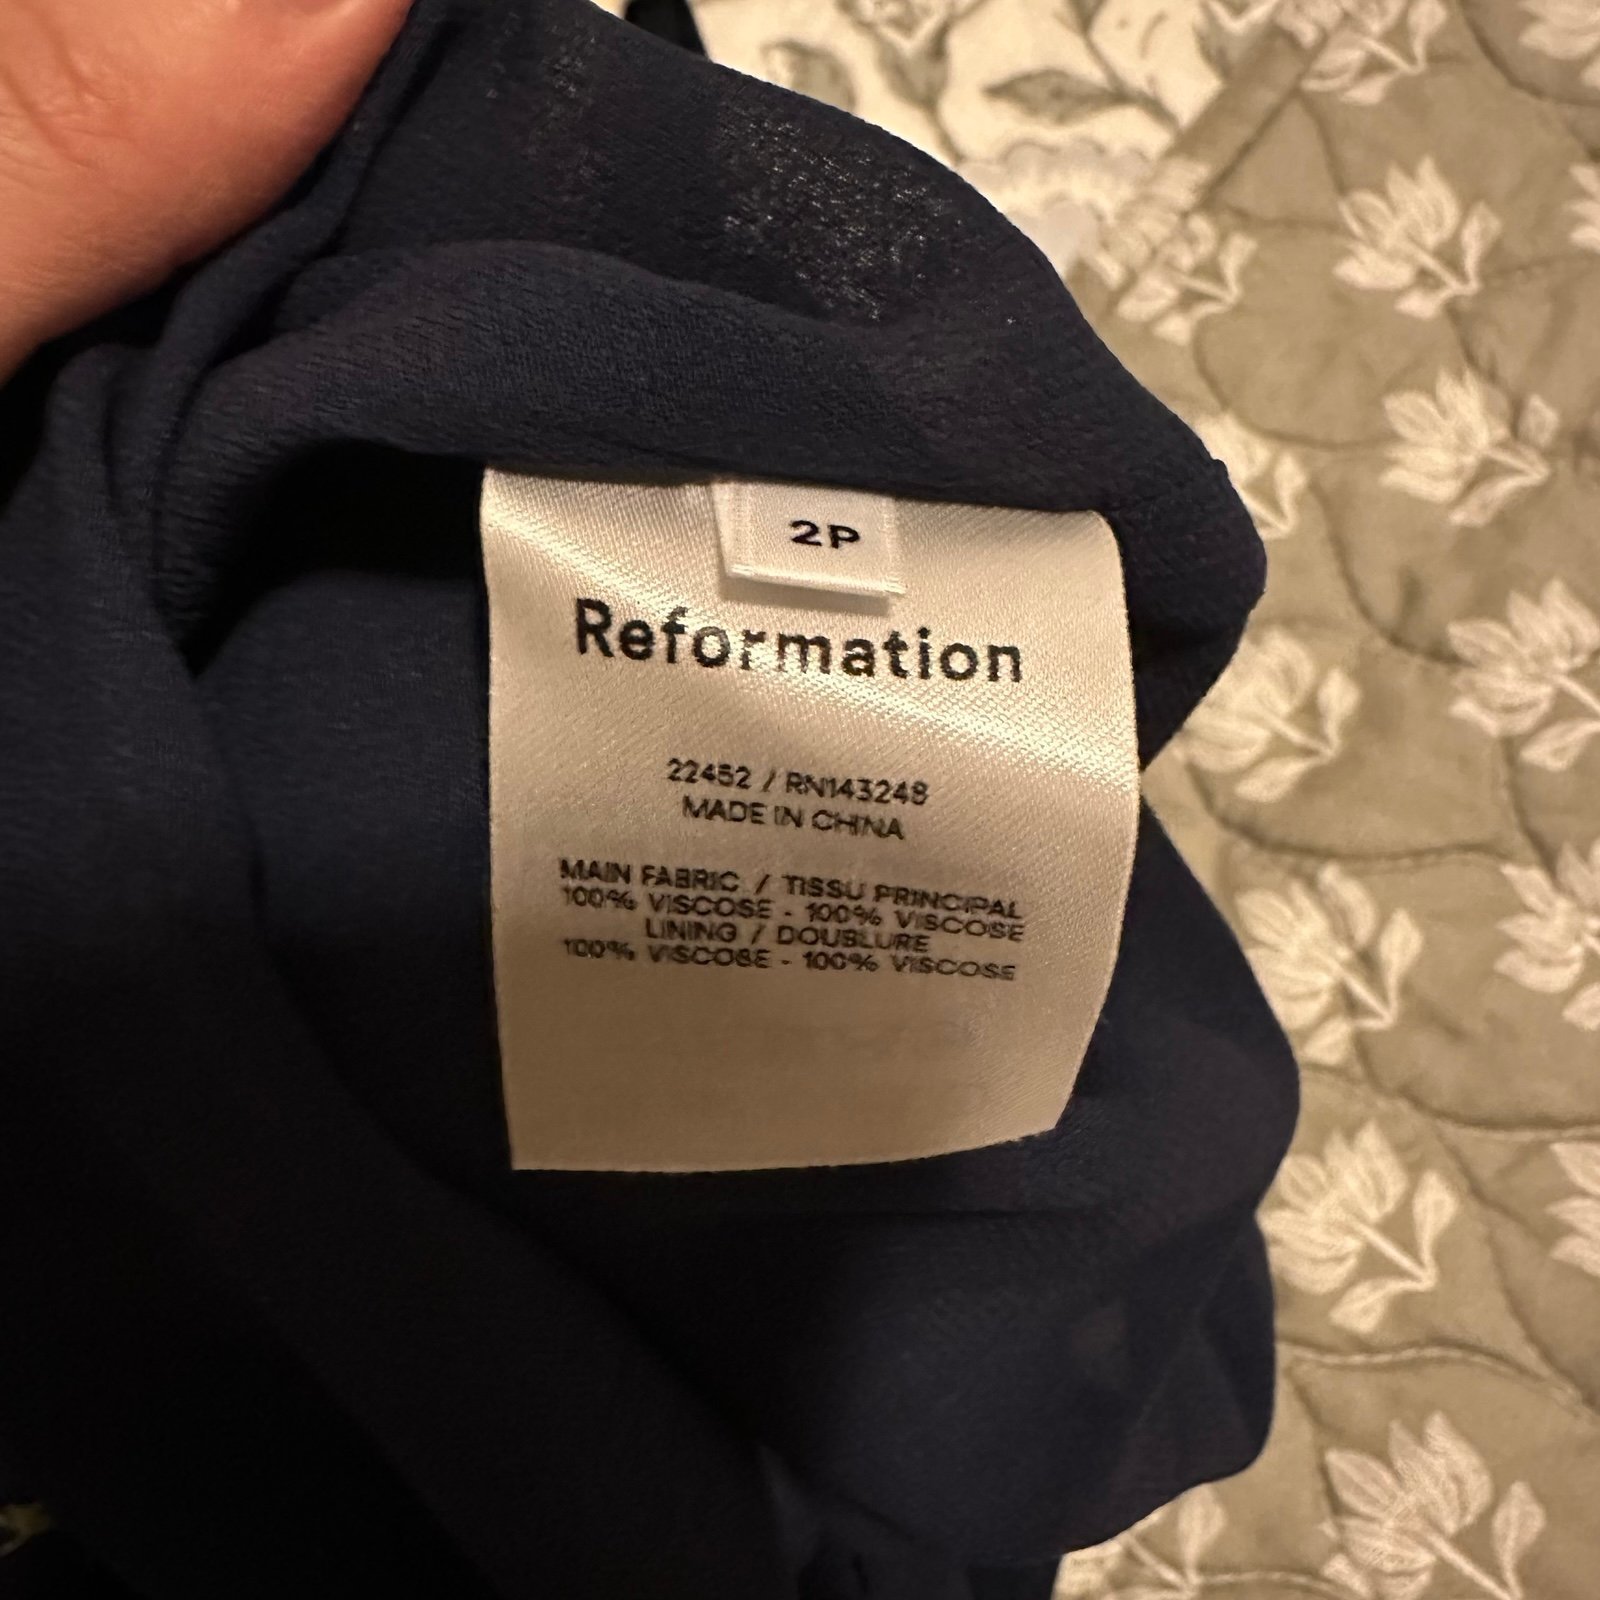 2P
Reformation
22452 / RN143248
MADE IN CHINA
MAIN FABRIC / TISSU PRINCIPAL
100% VISCOSE - 100% VISCOSE
LINING / DOUBLURE
100% VISCOSE - 100% VISCOSE